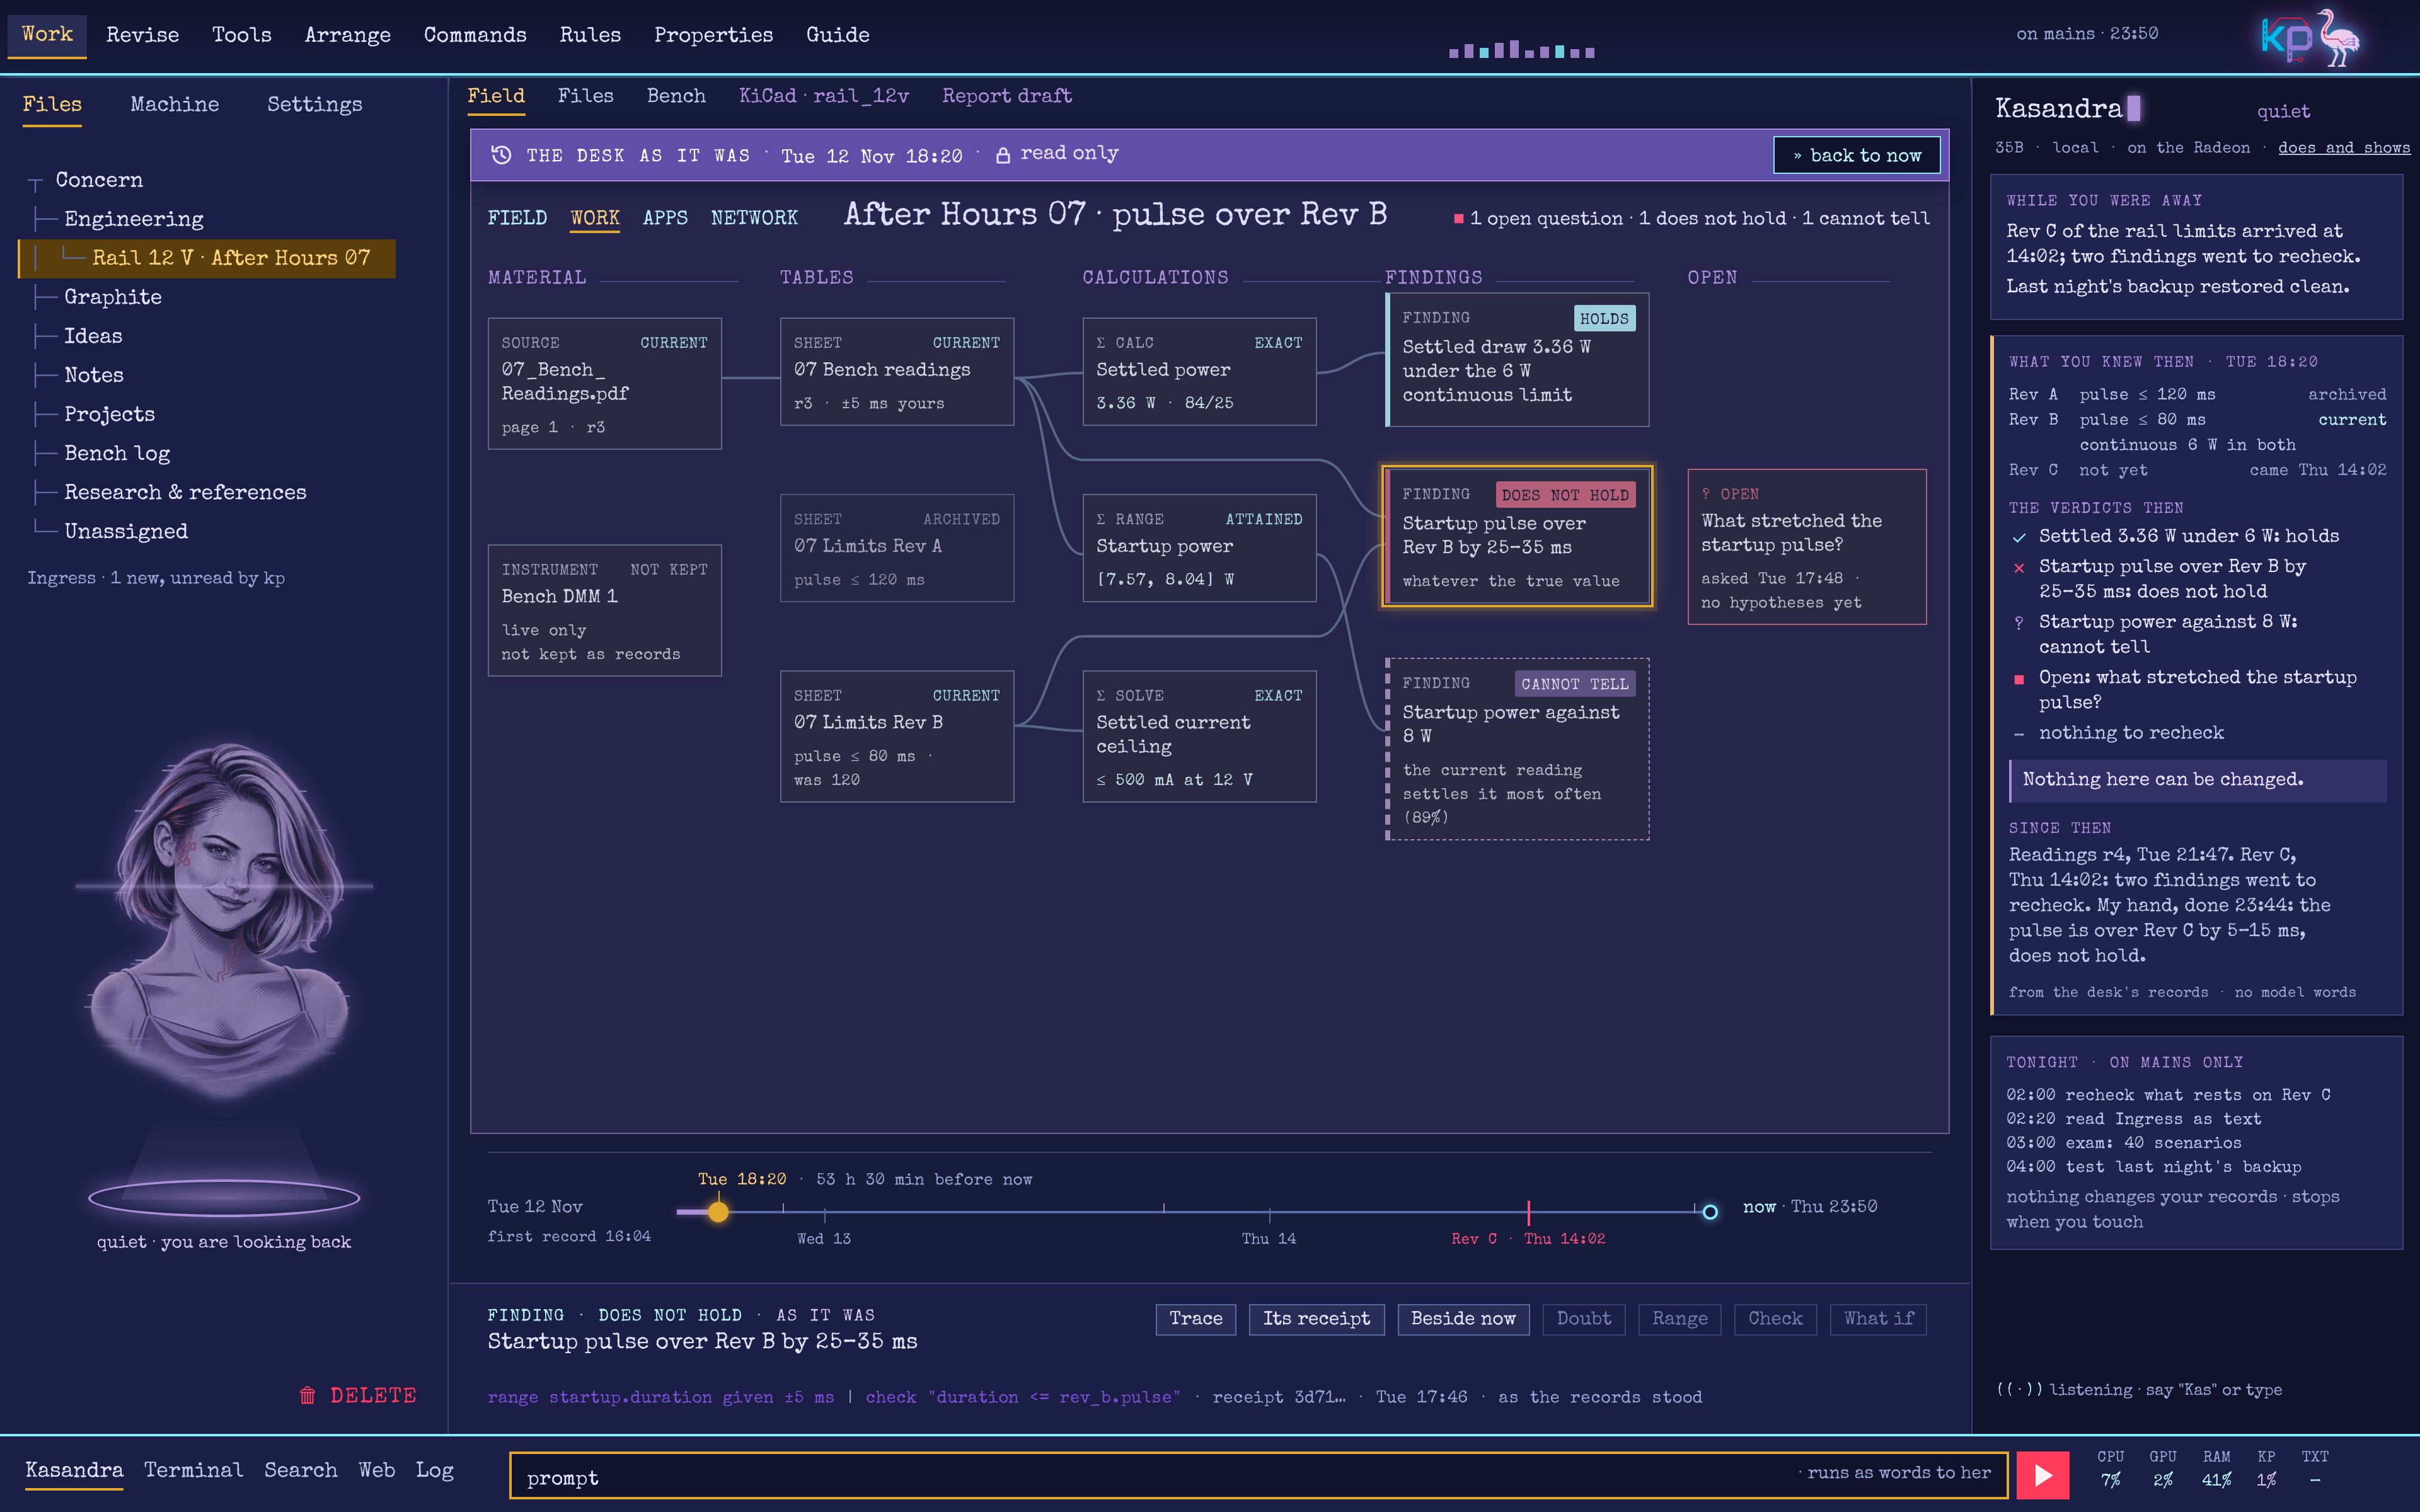 Work Revise Tools Arrange Commands Rules Properties Guide
on mains · 23:50
kp
Files Machine Settings
Concern
Engineering
Rail 12 V · After Hours 07
Graphite
Ideas
Notes
Projects
Bench log
Research & references
Unassigned
Ingress · 1 new, unread by kp
quiet · you are looking back
DELETE
Field Files Bench KiCad · rail_12v Report draft
THE DESK AS IT WAS · Tue 12 Nov 18:20 · read only
» back to now
FIELD WORK APPS NETWORK
After Hours 07 · pulse over Rev B
1 open question · 1 does not hold · 1 cannot tell
MATERIAL TABLES CALCULATIONS FINDINGS OPEN
SOURCE CURRENT
07_Bench_
Readings.pdf
page 1 · r3
INSTRUMENT NOT KEPT
Bench DMM 1
live only
not kept as records
SHEET CURRENT
07 Bench readings
r3 · ±5 ms yours
SHEET ARCHIVED
07 Limits Rev A
pulse ≤ 120 ms
SHEET CURRENT
07 Limits Rev B
pulse ≤ 80 ms ·
was 120
Σ CALC EXACT
Settled power
3.36 W · 84/25
Σ RANGE ATTAINED
Startup power
[7.57, 8.04] W
Σ SOLVE EXACT
Settled current
ceiling
≤ 500 mA at 12 V
FINDING HOLDS
Settled draw 3.36 W
under the 6 W
continuous limit
FINDING DOES NOT HOLD
Startup pulse over
Rev B by 25–35 ms
whatever the true value
FINDING CANNOT TELL
Startup power against
8 W
the current reading
settles it most often
(89%)
? OPEN
What stretched the
startup pulse?
asked Tue 17:48 ·
no hypotheses yet
Tue 18:20 · 53 h 30 min before now
Tue 12 Nov
first record 16:04
Wed 13
Thu 14
Rev C · Thu 14:02
now · Thu 23:50
FINDING · DOES NOT HOLD · AS IT WAS
Startup pulse over Rev B by 25–35 ms
Trace Its receipt Beside now Doubt Range Check What if
range startup.duration given ±5 ms | check "duration <= rev_b.pulse" · receipt 3d71… · Tue 17:46 · as the records stood
Kasandra quiet
35B · local · on the Radeon · does and shows
WHILE YOU WERE AWAY
Rev C of the rail limits arrived at
14:02; two findings went to recheck.
Last night's backup restored clean.
WHAT YOU KNEW THEN · TUE 18:20
Rev A pulse ≤ 120 ms archived
Rev B pulse ≤ 80 ms current
continuous 6 W in both
Rev C not yet came Thu 14:02
THE VERDICTS THEN
✓ Settled 3.36 W under 6 W: holds
× Startup pulse over Rev B by
25–35 ms: does not hold
? Startup power against 8 W:
cannot tell
Open: what stretched the startup
pulse?
– nothing to recheck
Nothing here can be changed.
SINCE THEN
Readings r4, Tue 21:47. Rev C,
Thu 14:02: two findings went to
recheck. My hand, done 23:44: the
pulse is over Rev C by 5–15 ms,
does not hold.
from the desk's records · no model words
TONIGHT · ON MAINS ONLY
02:00 recheck what rests on Rev C
02:20 read Ingress as text
03:00 exam: 40 scenarios
04:00 test last night's backup
nothing changes your records · stops
when you touch
((·)) listening · say "Kas" or type
Kasandra Terminal Search Web Log
prompt
· runs as words to her
CPU GPU RAM KP TXT
7% 2% 41% 1% –